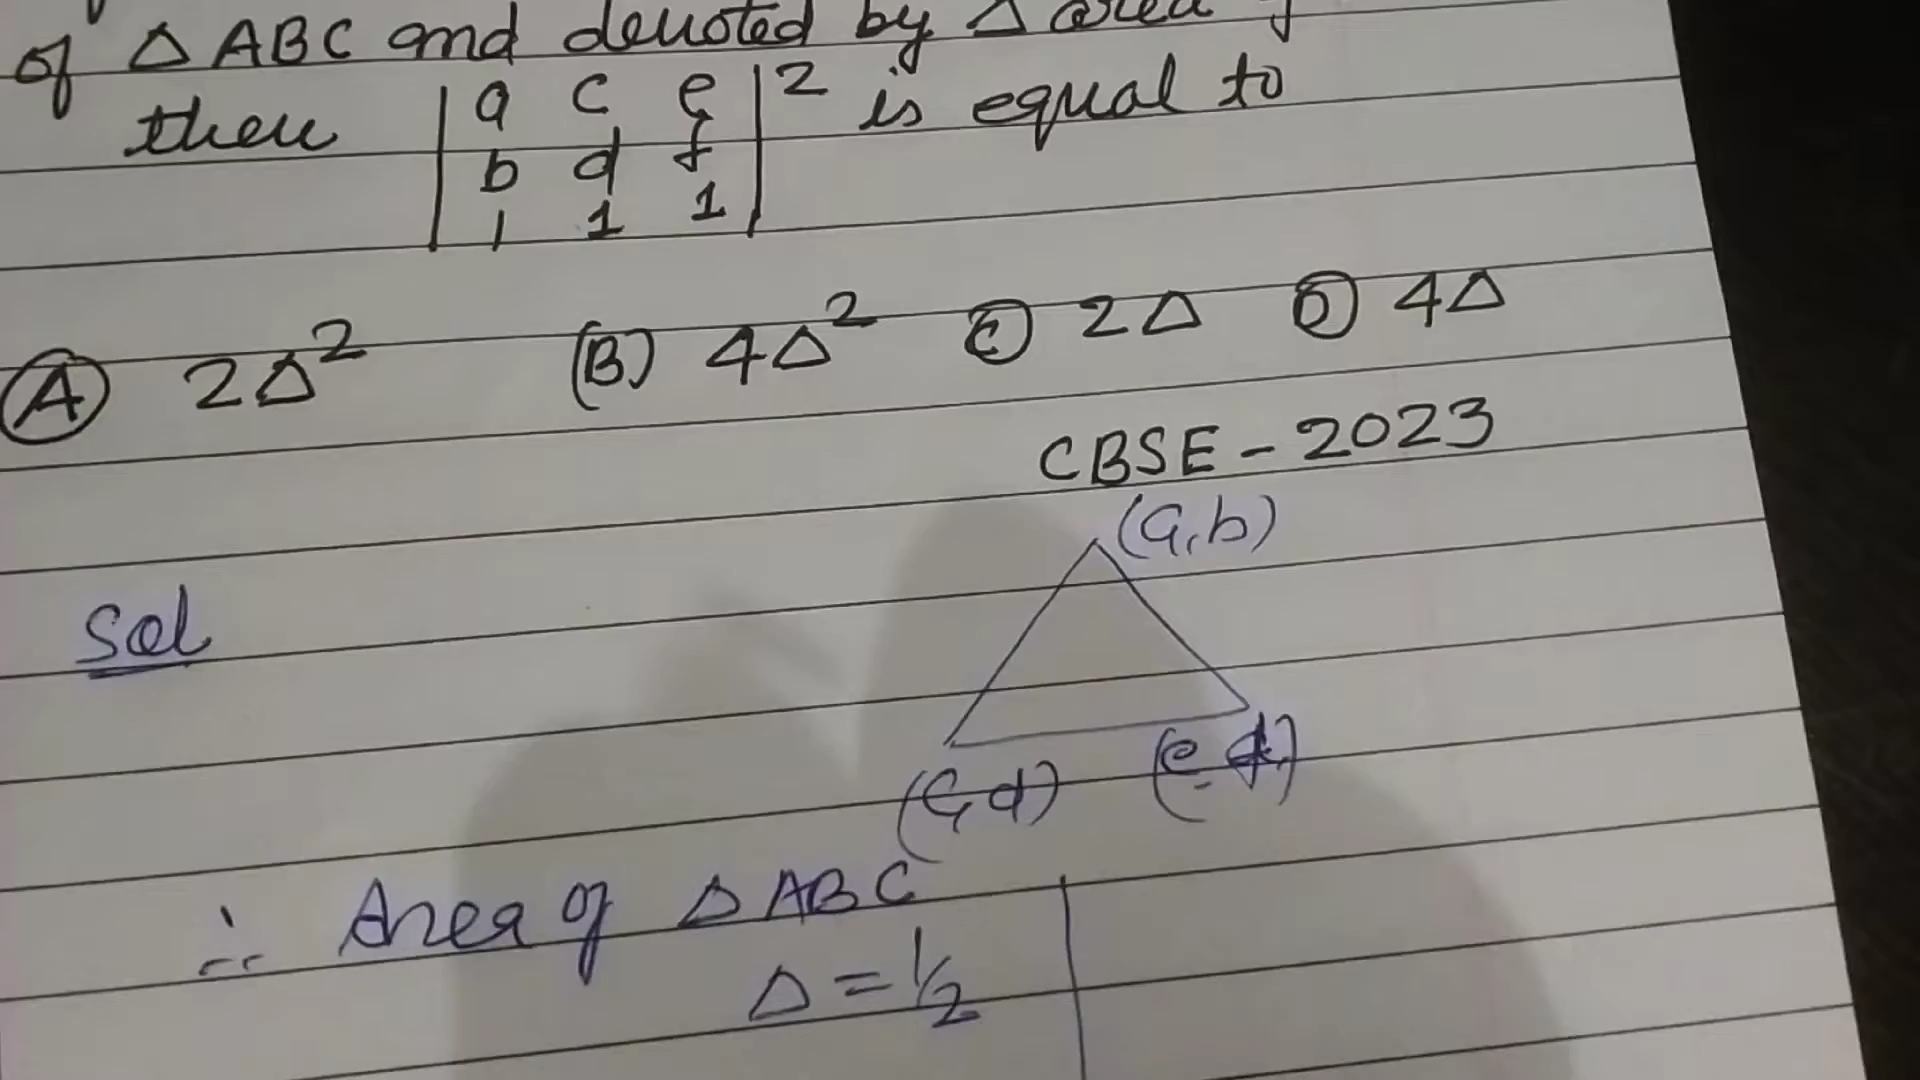 of △ ABC and denoted by △ area
then | a c e |² is equal to
b d f
1 1 1
(A) 2△² (B) 4△² (C) 2△ (D) 4△
CBSE - 2023
(a,b)
Sol
(c,d) (e,f)
∴ Area of △ ABC
△ = 1/2